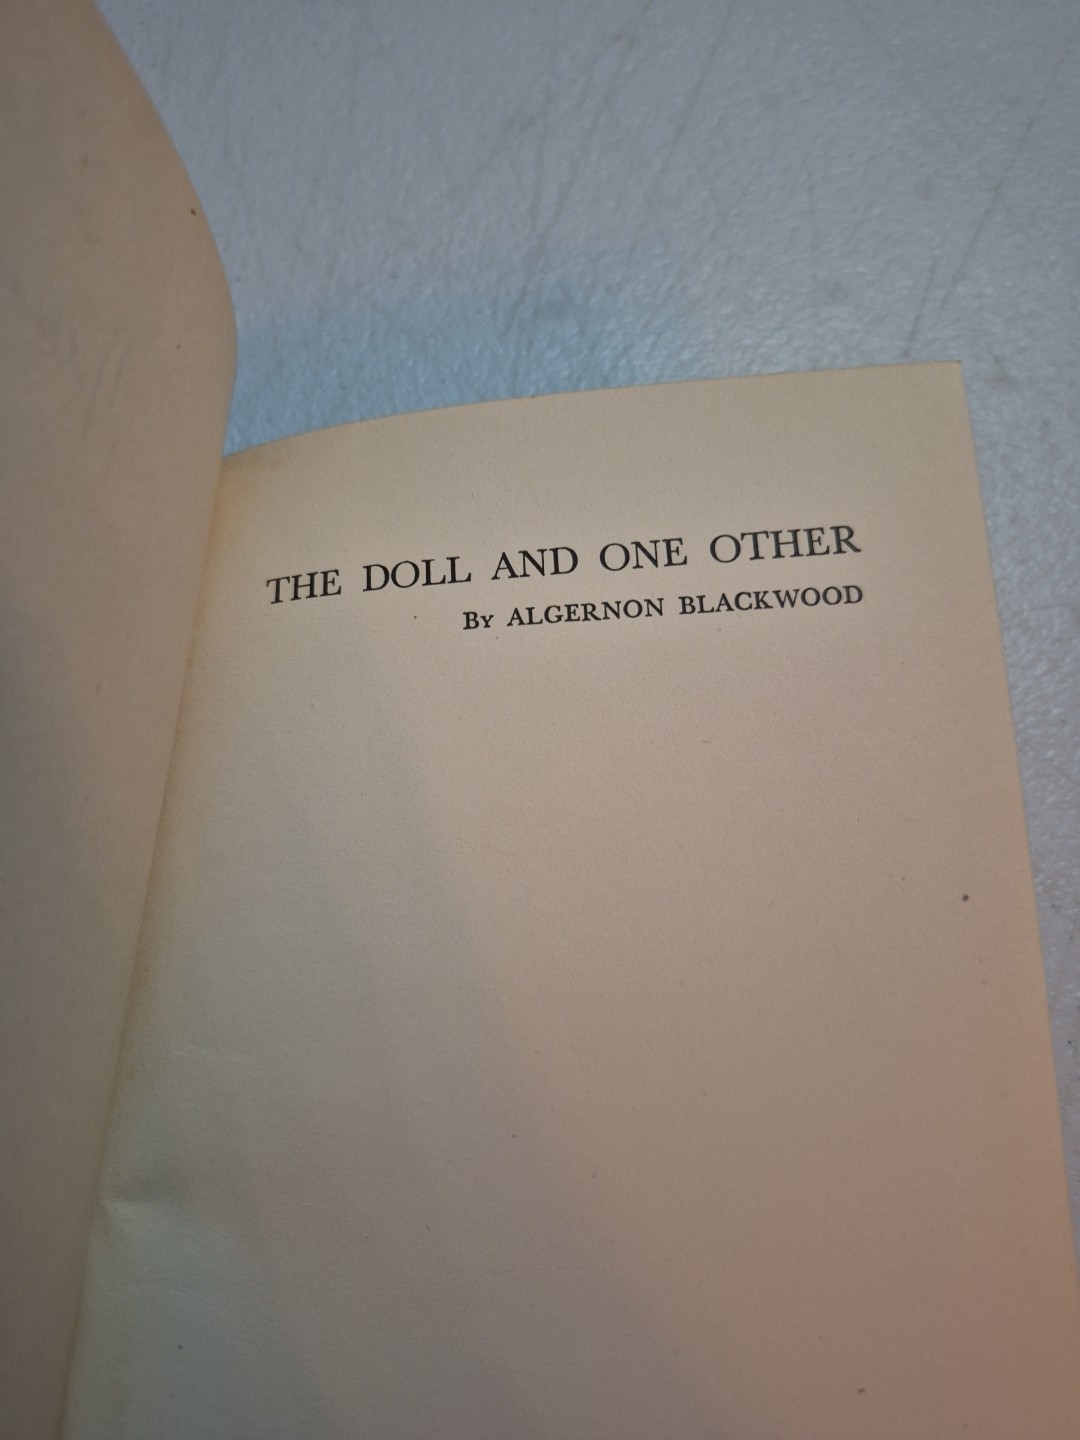 THE DOLL AND ONE OTHER
By ALGERNON BLACKWOOD